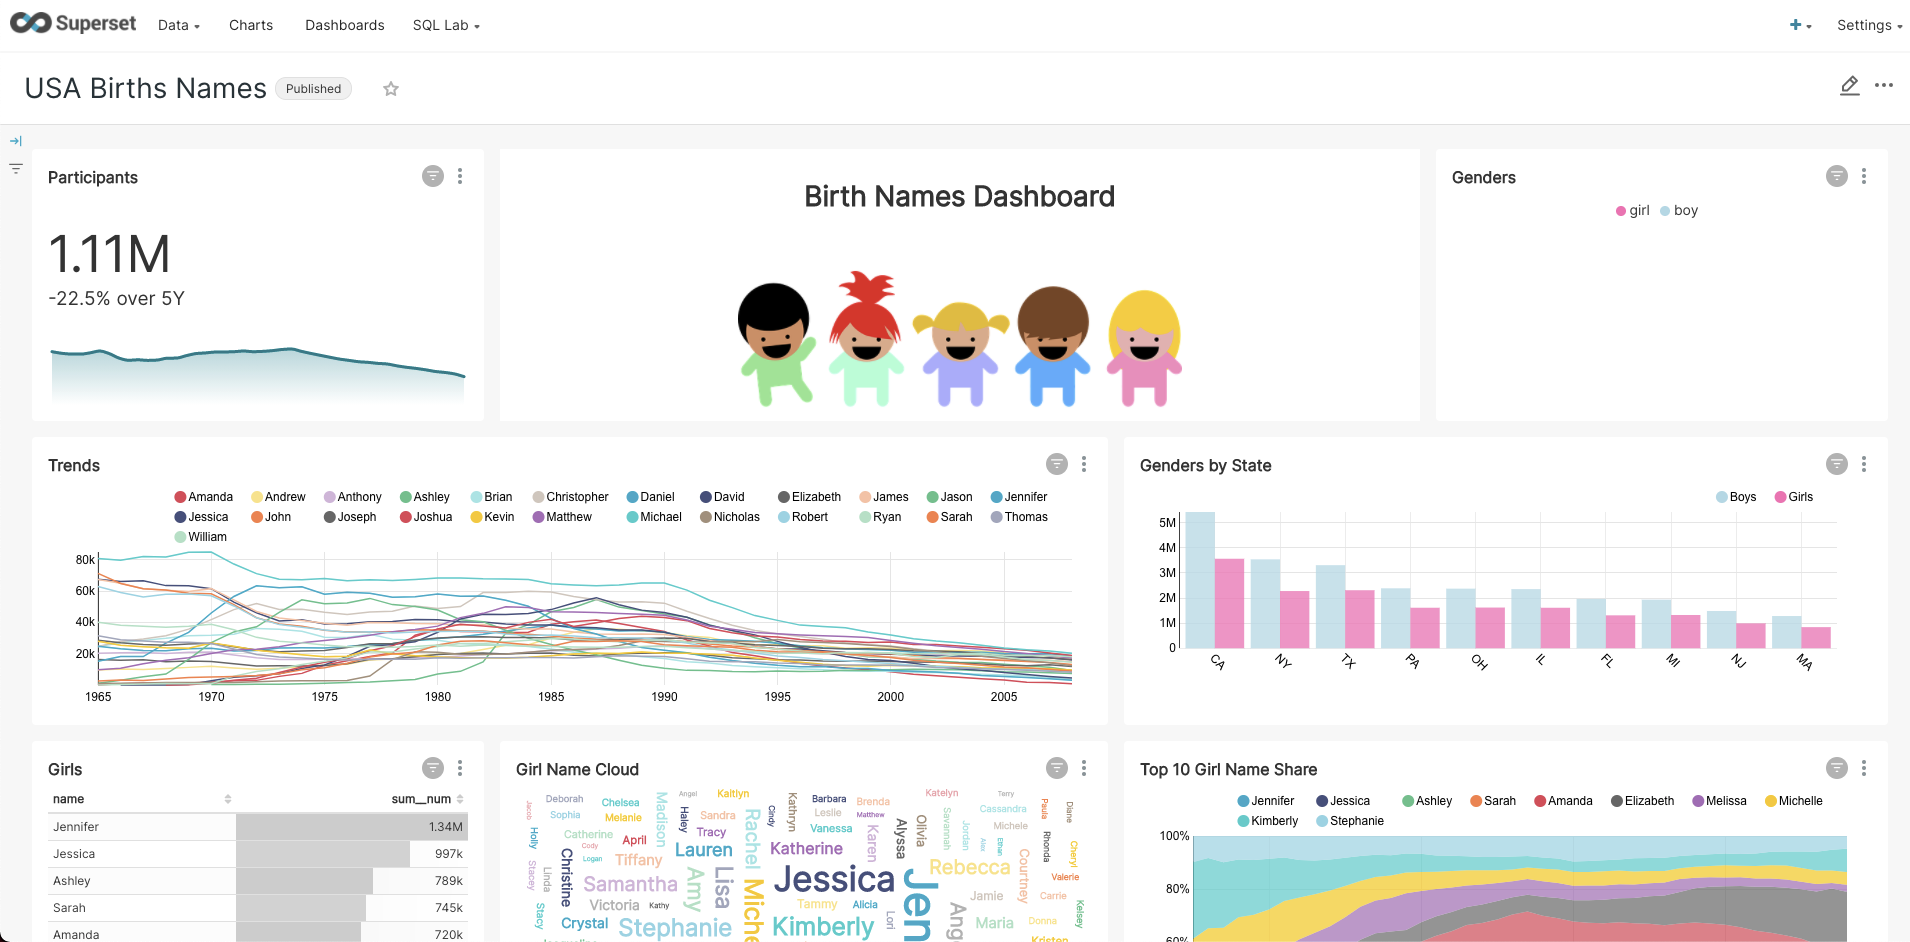 Superset
Data Charts Dashboards SQL Lab
Settings
USA Births Names Published
Participants
1.11M
-22.5% over 5Y
Birth Names Dashboard
Genders
girl boy
Trends
Amanda Andrew Anthony Ashley Brian Christopher Daniel David Elizabeth James Jason Jennifer
Jessica John Joseph Joshua Kevin Matthew Michael Nicholas Robert Ryan Sarah Thomas
William
80k
60k
40k
20k
1965 1970 1975 1980 1985 1990 1995 2000 2005
Genders by State
Boys Girls
5M
4M
3M
2M
1M
0
CA NY TX PA OH IL FL MI NJ MA
Girls
name sum__num
Jennifer 1.34M
Jessica 997k
Ashley 789k
Sarah 745k
Amanda 720k
Girl Name Cloud
Jacob
Deborah
Sophia
Chelsea
Melanie
Madison
Angel
Kaitlyn
Haley
Sandra
Tracy
Rachel
Cindy
Kathryn
Barbara
Leslie
Vanessa
Brenda
Matthew
Katelyn
Terry
Cassandra
Michele
Paula
Diane
Holly
Catherine
Cody
Logan
April
Tiffany
Lauren
Katherine
Karen
Alyssa
Olivia
Savannah
Jordan
Alex
Ethan
Rhonda
Cheryl
Stacey
Linda
Christine
Samantha
Victoria
Kathy
Amy
Lisa
Jessica
Rebecca
Courtney
Valerie
Jamie
Carrie
Stacy
Crystal
Stephanie
Kimberly
Tammy
Alicia
Lori
Maria
Donna
Kelsey
Kristen
Top 10 Girl Name Share
Jennifer Jessica Ashley Sarah Amanda Elizabeth Melissa Michelle
Kimberly Stephanie
100%
80%
60%